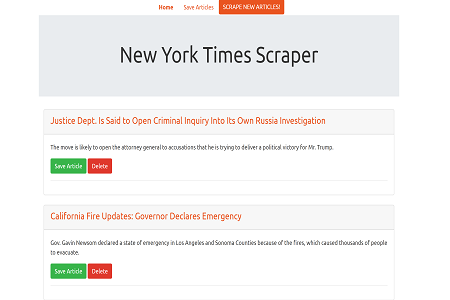 Home Save Articles SCRAPE NEW ARTICLES!
New York Times Scraper
Justice Dept. Is Said to Open Criminal Inquiry Into Its Own Russia Investigation
The move is likely to open the attorney general to accusations that he is trying to deliver a political victory for Mr. Trump.
Save Article Delete
California Fire Updates: Governor Declares Emergency
Gov. Gavin Newsom declared a state of emergency in Los Angeles and Sonoma Counties because of the fires, which caused thousands of people
to evacuate.
Save Article Delete